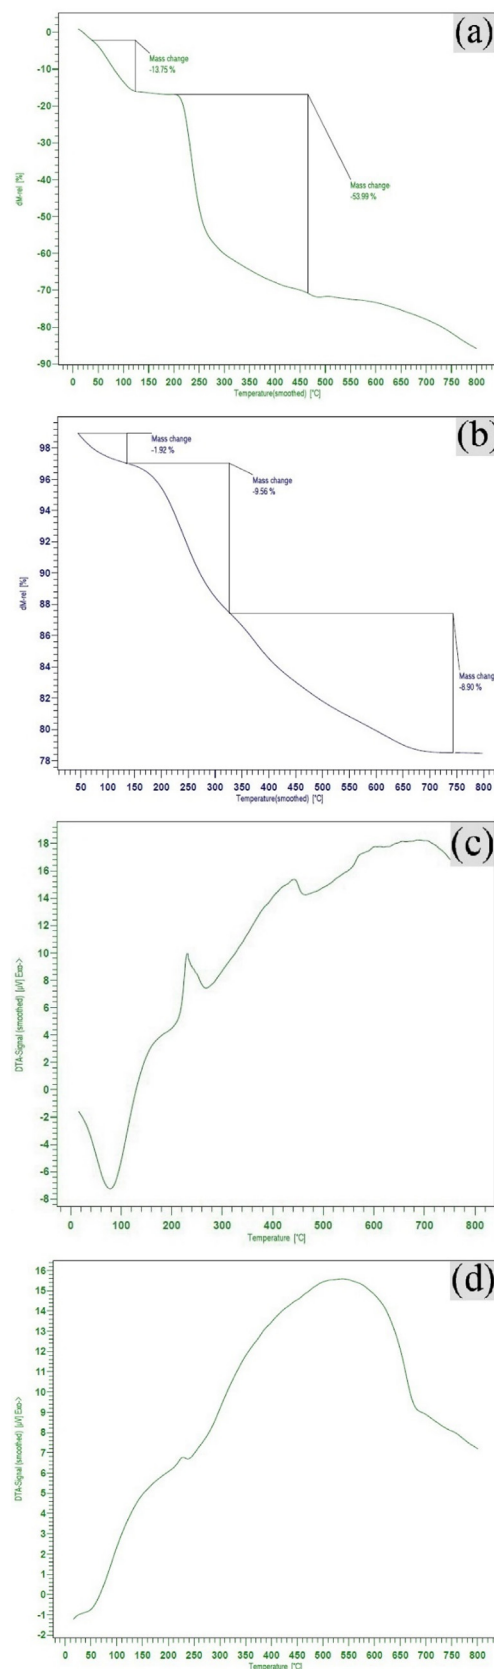 (a)
0
-10
-20
-30
-40
-50
-60
-70
-80
-90
dM-rel [%]
Mass change
-13.75 %
Mass change
-53.99 %
0 50 100 150 200 250 300 350 400 450 500 550 600 650 700 750 800
Temperature(smoothed) [°C]
(b)
98
96
94
92
90
88
86
84
82
80
78
dM-rel [%]
Mass change
-1.92 %
Mass change
-9.56 %
Mass chang
-8.90 %
50 100 150 200 250 300 350 400 450 500 550 600 650 700 750 800
Temperature(smoothed) [°C]
(c)
18
16
14
12
10
8
6
4
2
0
-2
-4
-6
-8
DTA-Signal (smoothed) [µV] Exo->
0 100 200 300 400 500 600 700 800
Temperature [°C]
(d)
16
15
14
13
12
11
10
9
8
7
6
5
4
3
2
1
0
-1
-2
DTA-Signal (smoothed) [µV] Exo->
0 50 100 150 200 250 300 350 400 450 500 550 600 650 700 750 800
Temperature [°C]